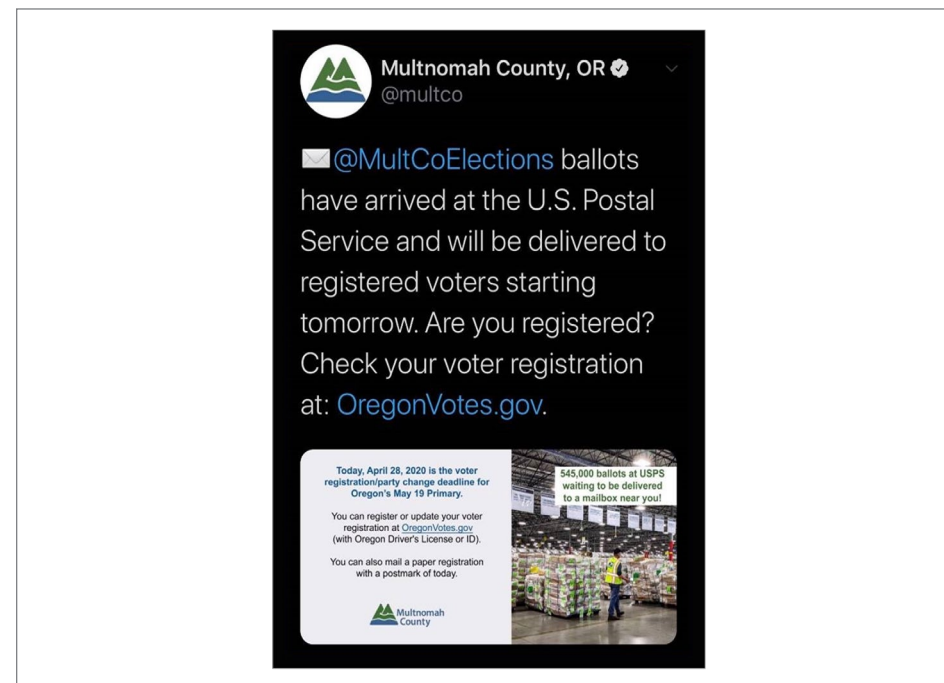 Multnomah County, OR
@multco
✉️@MultCoElections ballots
have arrived at the U.S. Postal
Service and will be delivered to
registered voters starting
tomorrow. Are you registered?
Check your voter registration
at: OregonVotes.gov.
Today, April 28, 2020 is the voter
registration/party change deadline for
Oregon's May 19 Primary.
You can register or update your voter
registration at OregonVotes.gov
(with Oregon Driver's License or ID).
You can also mail a paper registration
with a postmark of today.
Multnomah
County
545,000 ballots at USPS
waiting to be delivered
to a mailbox near you!